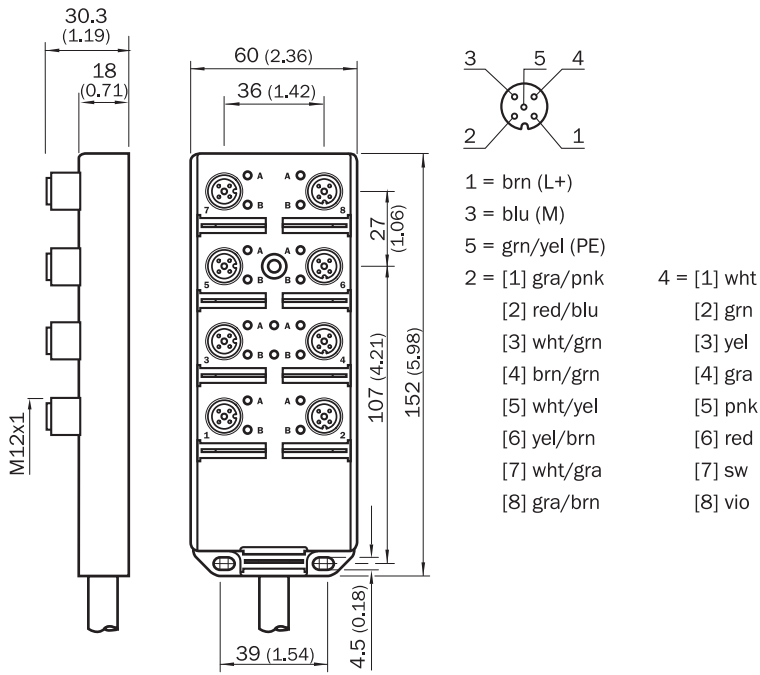 30.3
(1.19)
18
(0.71)
60 (2.36)
36 (1.42)
3 5 4
2 1
1 = brn (L+)
3 = blu (M)
5 = grn/yel (PE)
2 = [1] gra/pnk 4 = [1] wht
[2] red/blu [2] grn
[3] wht/grn [3] yel
[4] brn/grn [4] gra
[5] wht/yel [5] pnk
[6] yel/brn [6] red
[7] wht/gra [7] sw
[8] gra/brn [8] vio
A A
7 B B 8
A A
5 B B 6
A A
3 B B 4
A A
1 B B 2
27
(1.06)
107 (4.21)
152 (5.98)
M12x1
4.5 (0.18)
39 (1.54)